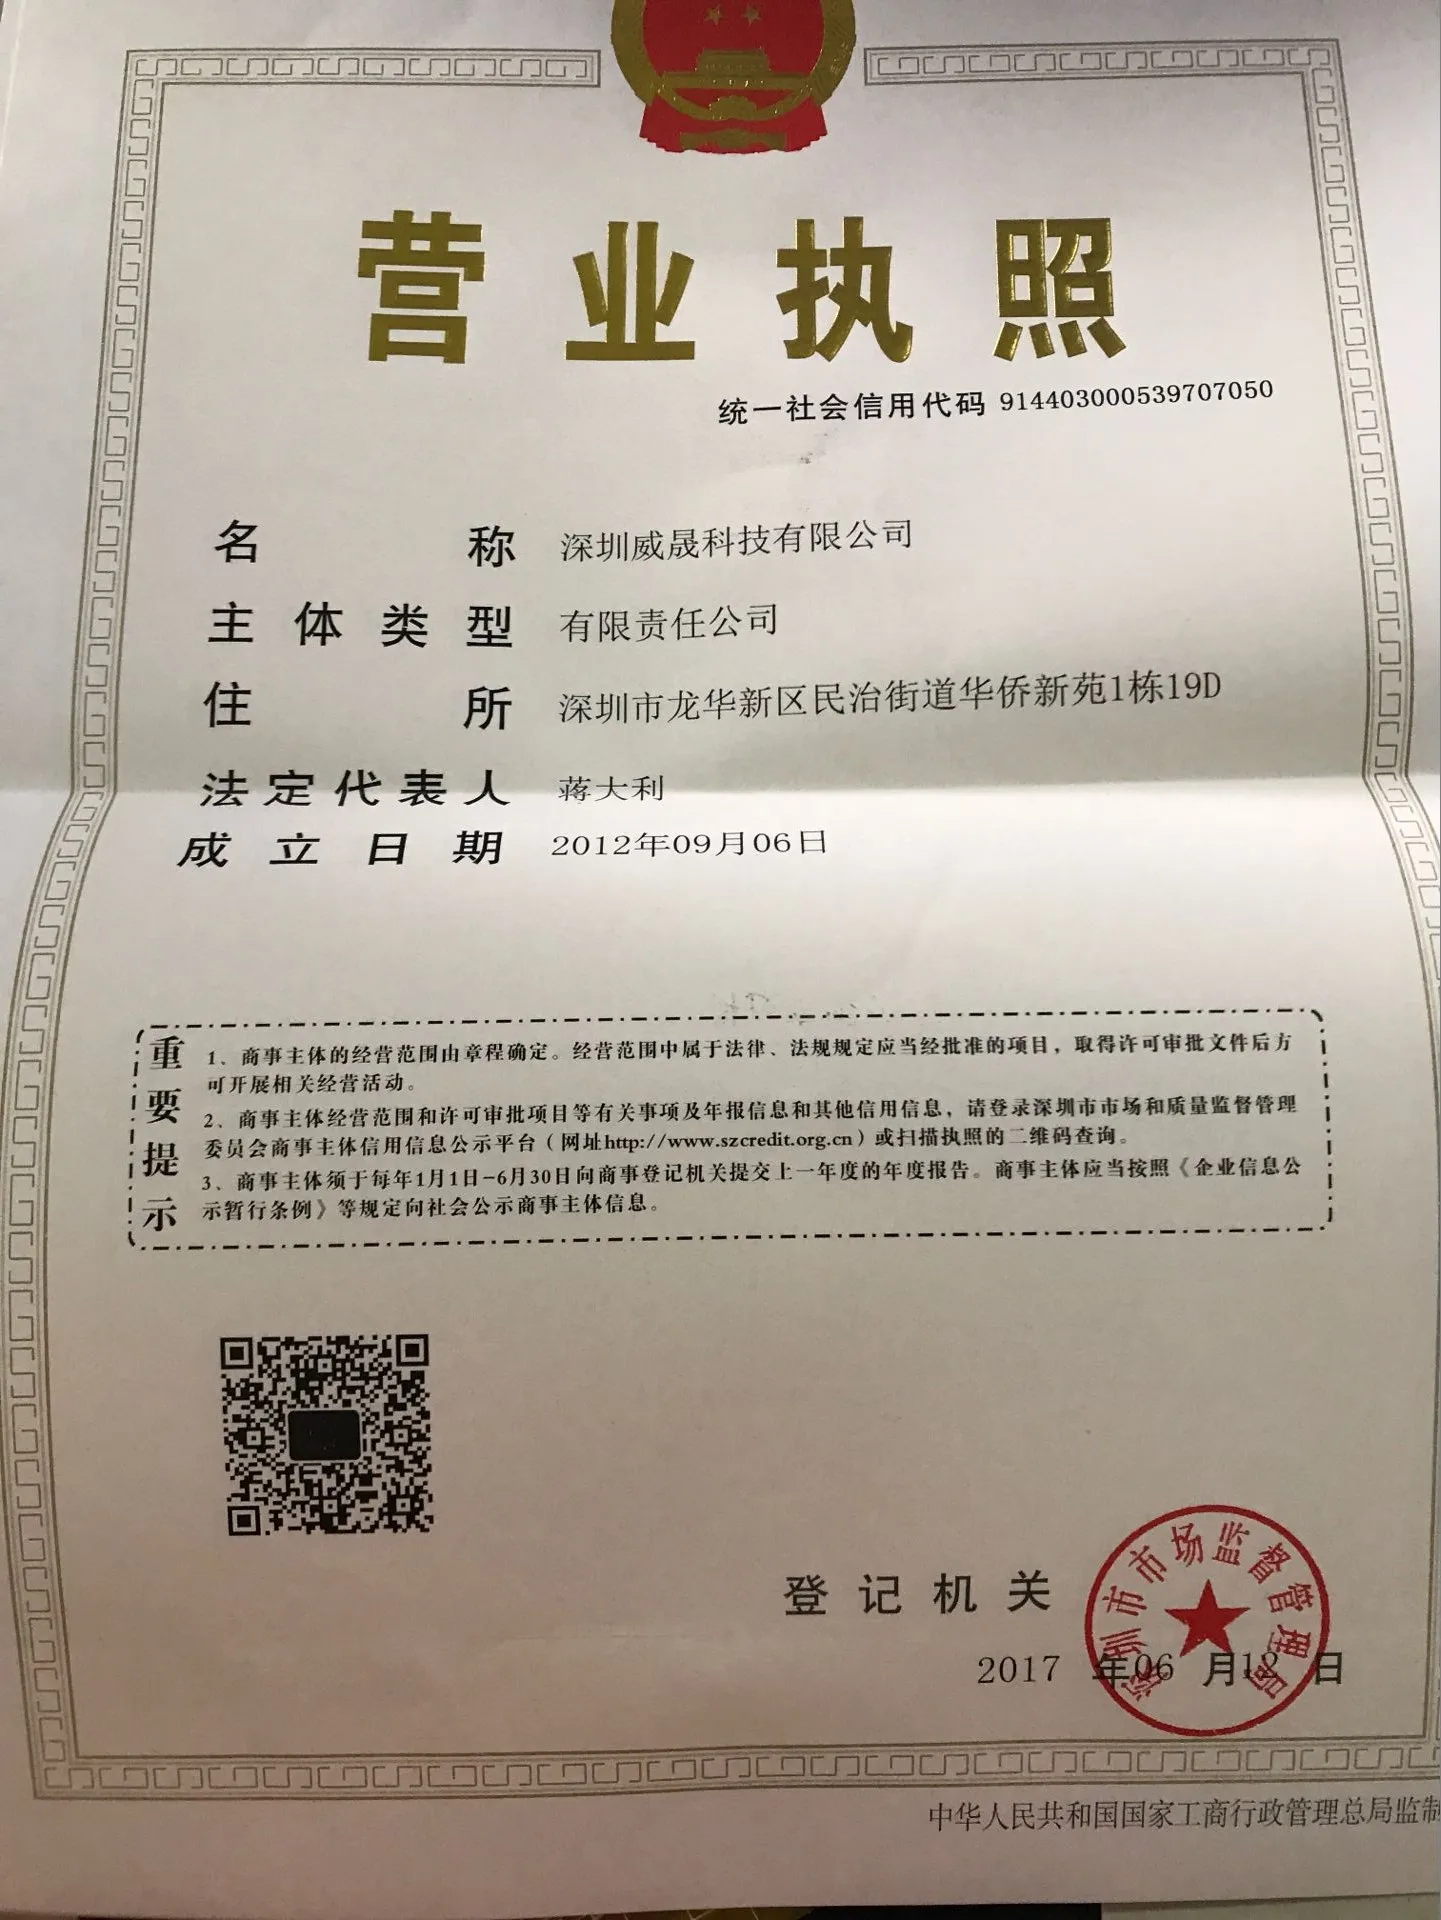 营业执照
统一社会信用代码 914403000539707050
名称 深圳威晟科技有限公司
主体类型 有限责任公司
住所 深圳市龙华新区民治街道华侨新苑1栋19D
法定代表人 蒋大利
成立日期 2012年09月06日
重要提示
1、商事主体的经营范围由章程确定。经营范围中属于法律、法规规定应当经批准的项目，取得许可审批文件后方
可开展相关经营活动。
2、商事主体经营范围和许可审批项目等有关事项及年报信息和其他信用信息，请登录深圳市市场和质量监督管理
委员会商事主体信用信息公示平台（网址http://www.szcredit.org.cn）或扫描执照的二维码查询。
3、商事主体须于每年1月1日-6月30日向商事登记机关提交上一年度的年度报告。商事主体应当按照《企业信息公
示暂行条例》等规定向社会公示商事主体信息。
登记机关
深圳市市场监督管理局
2017 年06 月12 日
中华人民共和国国家工商行政管理总局监制